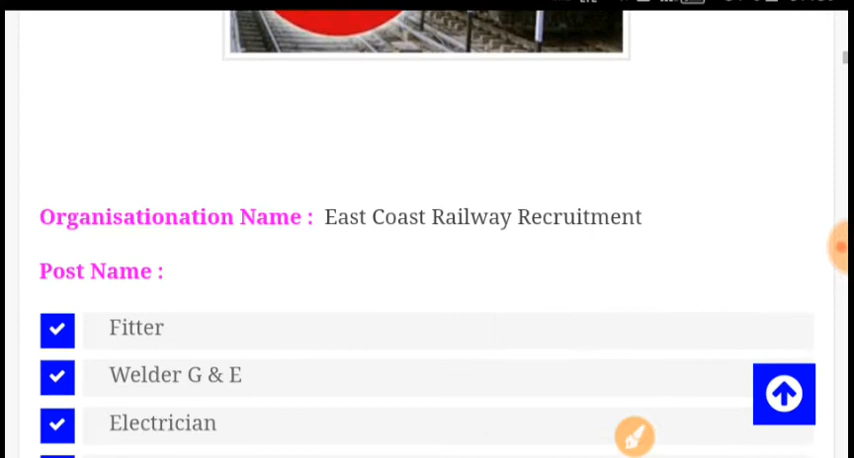 Organisationation Name : East Coast Railway Recruitment
Post Name :
Fitter
Welder G & E
Electrician